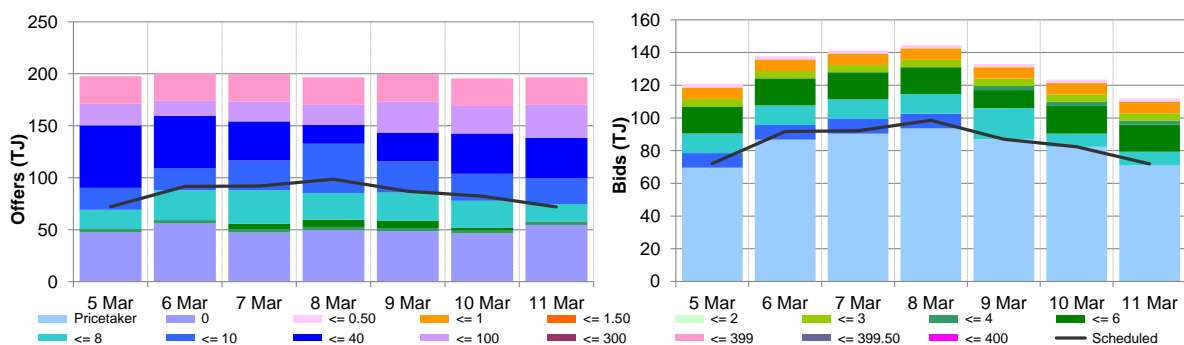 250
200
150
100
50
0
Offers (TJ)
5 Mar 6 Mar 7 Mar 8 Mar 9 Mar 10 Mar 11 Mar
160
140
120
100
80
60
40
20
0
Bids (TJ)
5 Mar 6 Mar 7 Mar 8 Mar 9 Mar 10 Mar 11 Mar
Pricetaker 0 <= 0.50 <= 1 <= 1.50 <= 2 <= 3 <= 4 <= 6
<= 8 <= 10 <= 40 <= 100 <= 300 <= 399 <= 399.50 <= 400 Scheduled